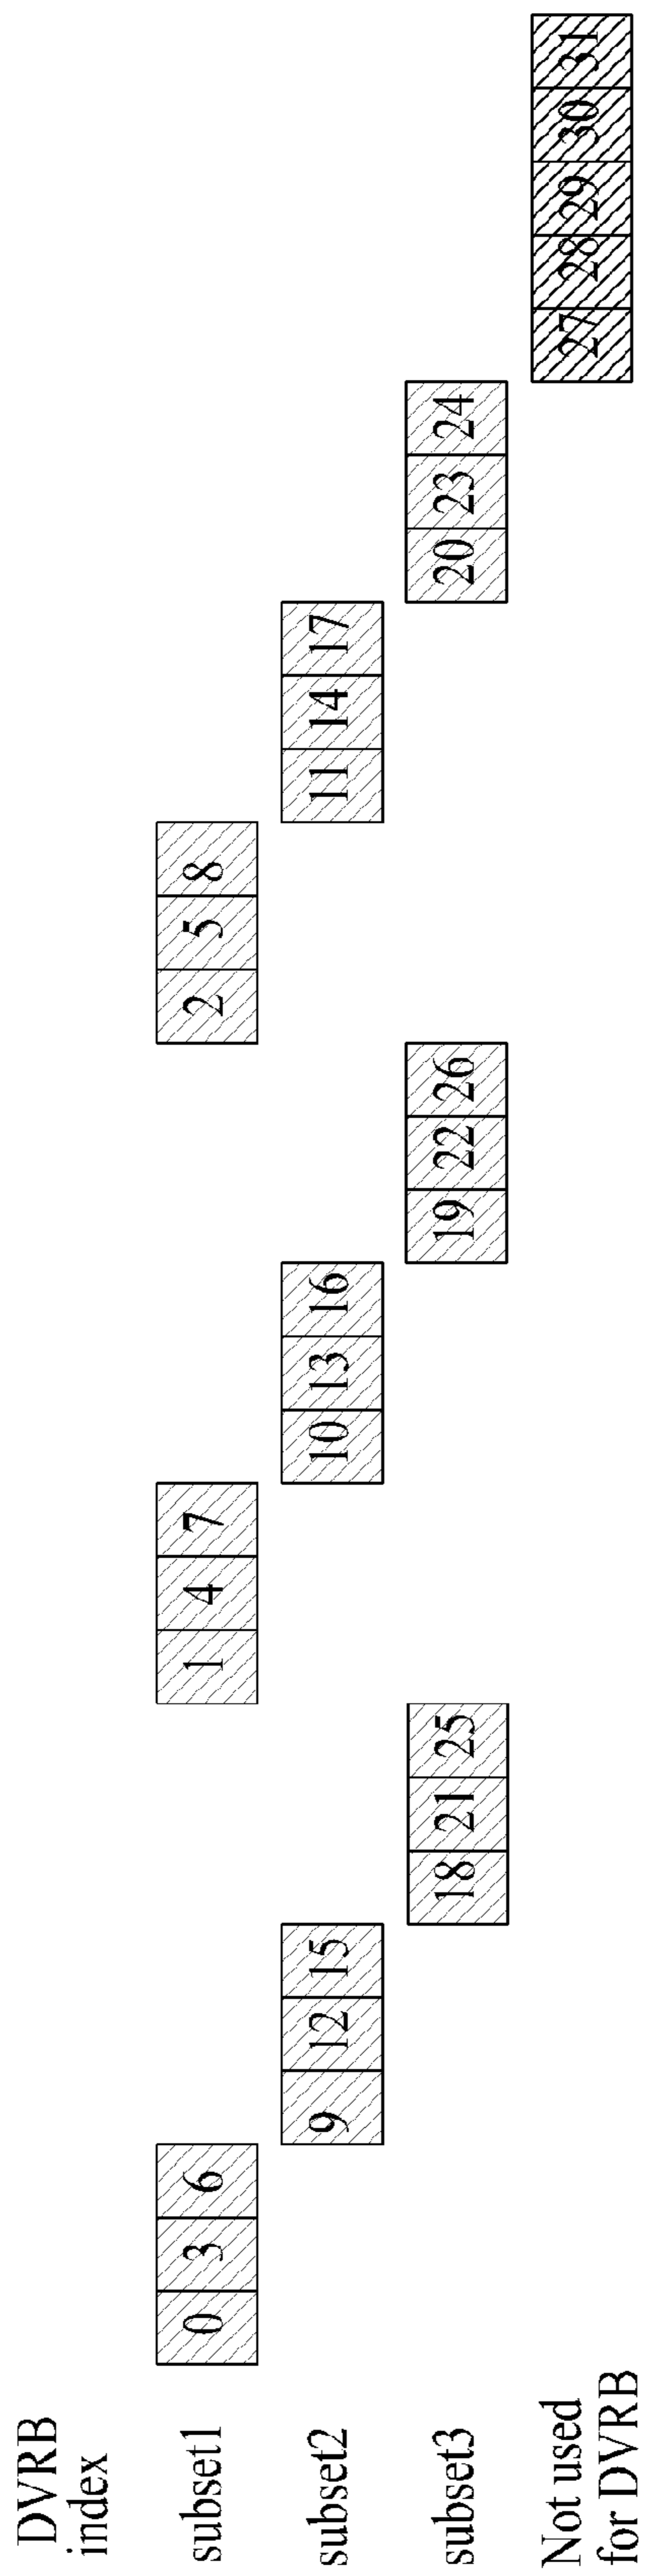 DVRB
index
subset1 0 3 6 1 4 7 2 5 8
subset2 9 12 15 10 13 16 11 14 17
subset3 18 21 25 19 22 26 20 23 24
Not used
for DVRB 27 28 29 30 31